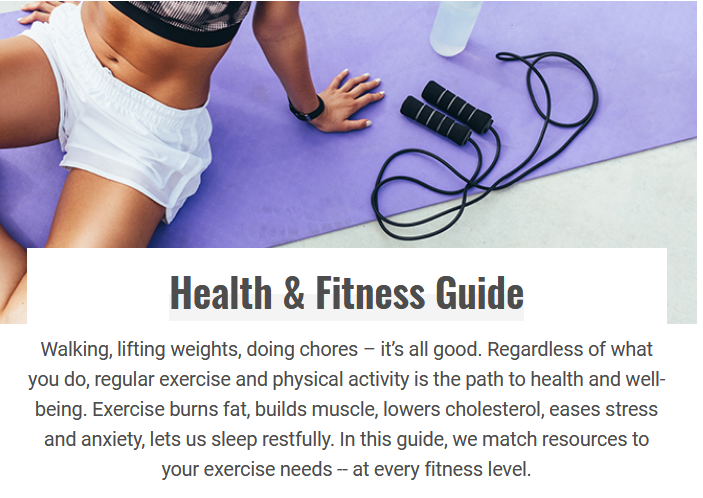 Health & Fitness Guide
Walking, lifting weights, doing chores – it’s all good. Regardless of what
you do, regular exercise and physical activity is the path to health and well-
being. Exercise burns fat, builds muscle, lowers cholesterol, eases stress
and anxiety, lets us sleep restfully. In this guide, we match resources to
your exercise needs -- at every fitness level.